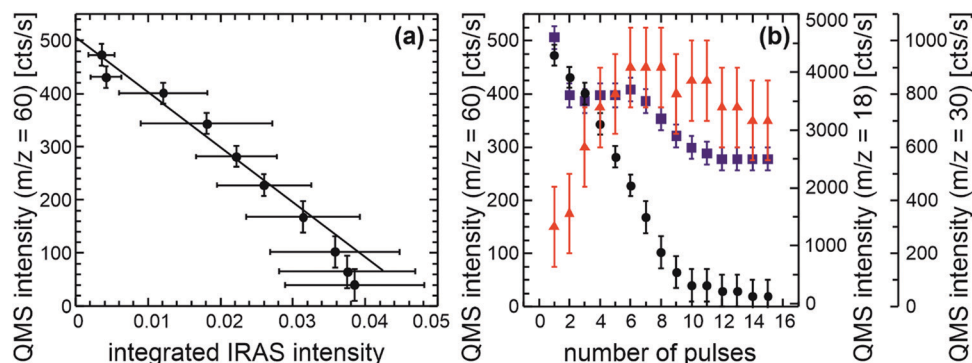 (a)
QMS intensity (m/z = 60) [cts/s]
500
400
300
200
100
0
0 0.01 0.02 0.03 0.04 0.05
integrated IRAS intensity
(b)
QMS intensity (m/z = 60) [cts/s]
500
400
300
200
100
0
0 2 4 6 8 10 12 14 16
number of pulses
5000
4000
3000
2000
1000
0
QMS intensity (m/z = 18) [cts/s]
1000
800
600
400
200
0
QMS intensity (m/z = 30) [cts/s]